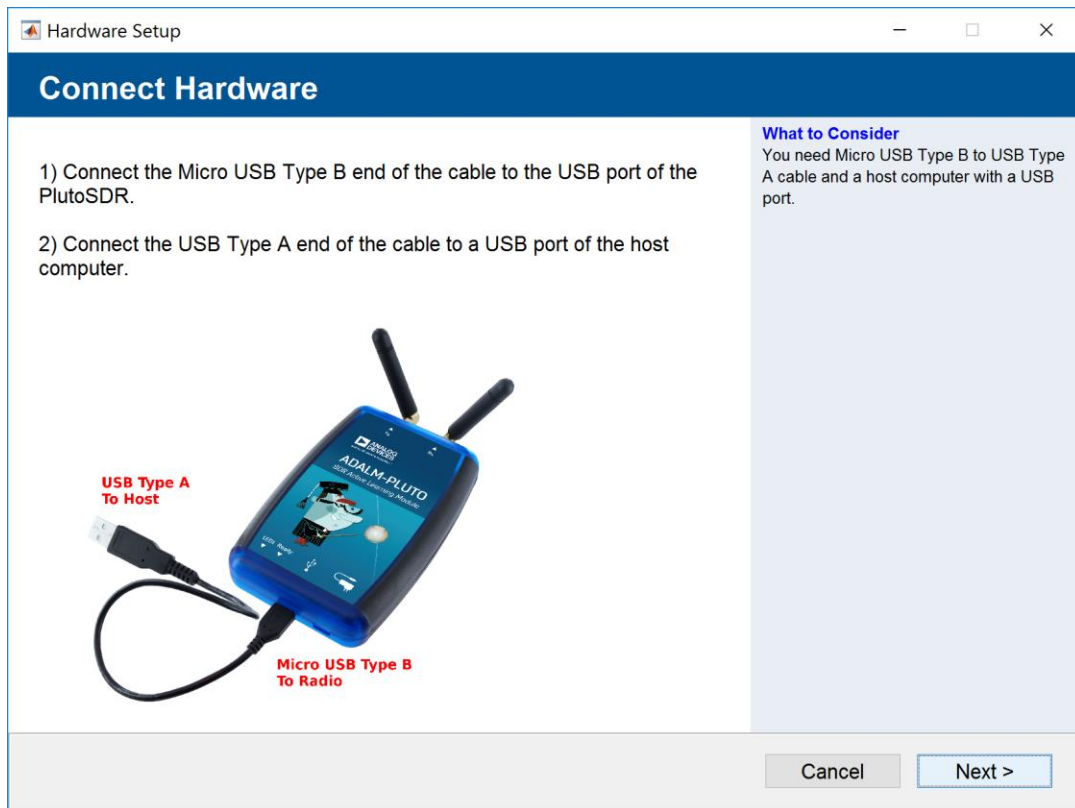 Hardware Setup
Connect Hardware
1) Connect the Micro USB Type B end of the cable to the USB port of the
PlutoSDR.
2) Connect the USB Type A end of the cable to a USB port of the host
computer.
What to Consider
You need Micro USB Type B to USB Type
A cable and a host computer with a USB
port.
USB Type A
To Host
Tx
Rx
ANALOG
DEVICES
ADALM-PLUTO
SDR Active Learning Module
LED1 Ready
Micro USB Type B
To Radio
Cancel
Next >